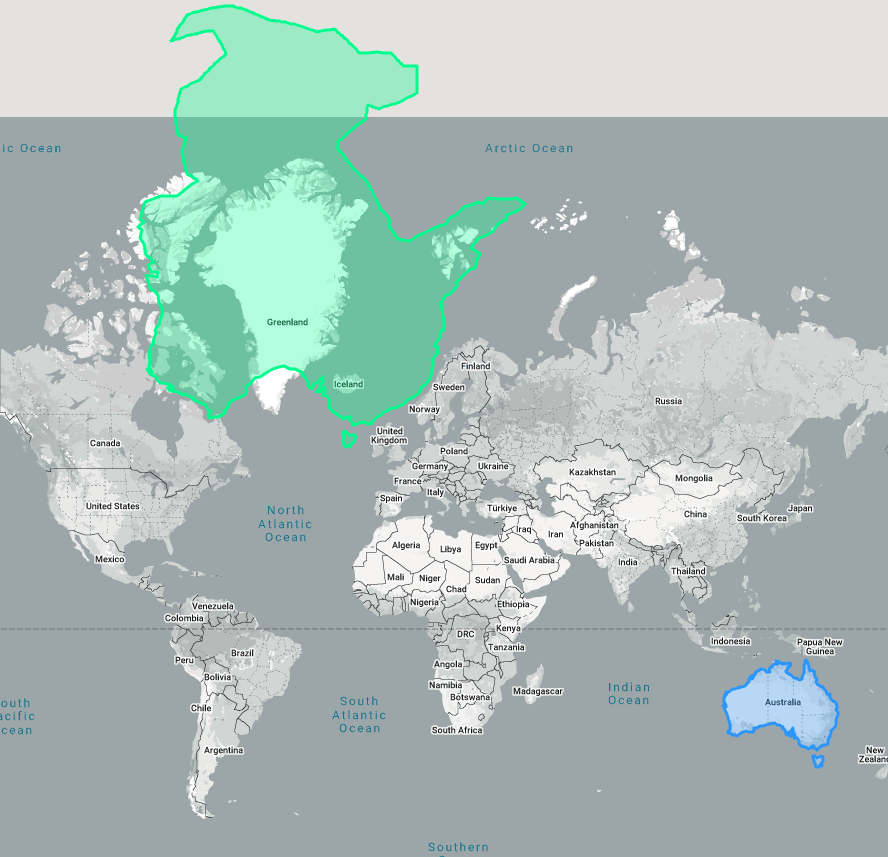 ic Ocean
Arctic Ocean
Greenland
Iceland
Finland
Sweden
Norway
Russia
United
Kingdom
Canada
Poland
Germany
Ukraine
Kazakhstan
Mongolia
France
Italy
Spain
United States
Türkiye
Japan
China
South Korea
North
Atlantic
Ocean
Iraq
Afghanistan
Iran
Pakistan
Algeria
Libya
Egypt
Saudi Arabia
India
Mexico
Thailand
Mali
Niger
Chad
Sudan
Nigeria
Ethiopia
Venezuela
Colombia
Kenya
DRC
Indonesia
Papua New
Guinea
Tanzania
Brazil
Peru
Angola
Bolivia
Namibia
Botswana
Madagascar
Indian
Ocean
outh
acific
cean
South
Atlantic
Ocean
Chile
Australia
South Africa
Argentina
New
Zealand
Southern